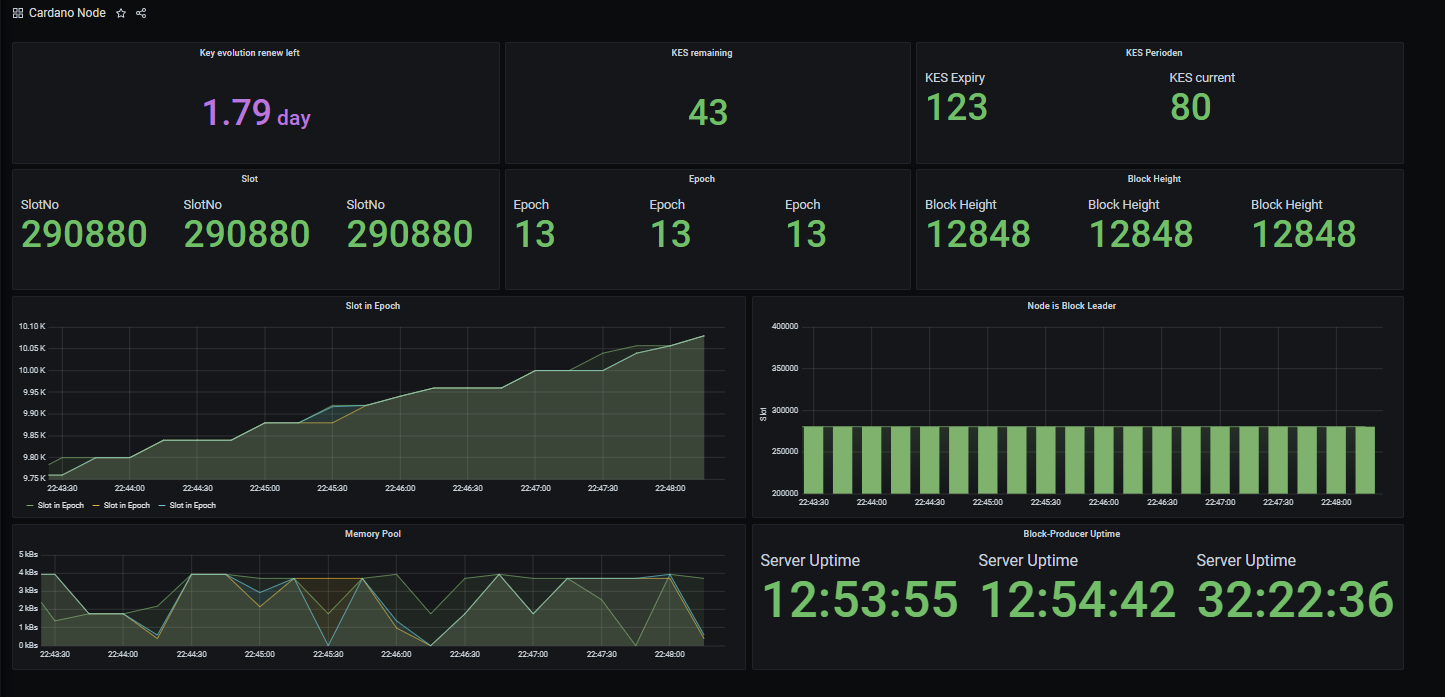 Cardano Node
Key evolution renew left
1.79 day
KES remaining
43
KES Perioden
KES Expiry
123
KES current
80
Slot
SlotNo SlotNo SlotNo
290880 290880 290880
Epoch
Epoch Epoch Epoch
13 13 13
Block Height
Block Height Block Height Block Height
12848 12848 12848
Slot in Epoch
10.10 K
10.05 K
10.00 K
9.95 K
9.90 K
9.85 K
9.80 K
9.75 K
22:43:30 22:44:00 22:44:30 22:45:00 22:45:30 22:46:00 22:46:30 22:47:00 22:47:30 22:48:00
Slot in Epoch Slot in Epoch Slot in Epoch
Node is Block Leader
Slot
400000
350000
300000
250000
200000
22:43:30 22:44:00 22:44:30 22:45:00 22:45:30 22:46:00 22:46:30 22:47:00 22:47:30 22:48:00
Memory Pool
5 kBs
4 kBs
3 kBs
2 kBs
1 kBs
0 kBs
22:43:30 22:44:00 22:44:30 22:45:00 22:45:30 22:46:00 22:46:30 22:47:00 22:47:30 22:48:00
Block-Producer Uptime
Server Uptime Server Uptime Server Uptime
12:53:55 12:54:42 32:22:36